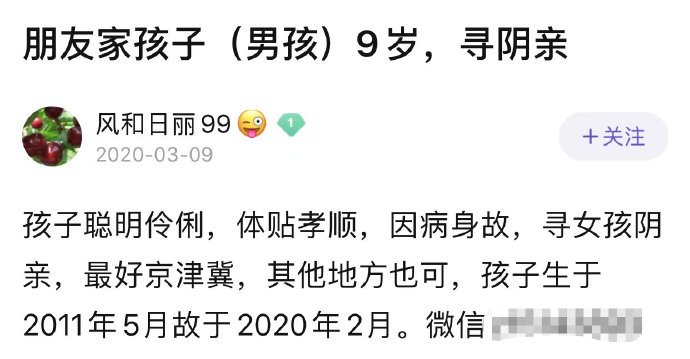 朋友家孩子（男孩）9岁，寻阴亲
风和日丽99
1
2020-03-09
+关注
孩子聪明伶俐，体贴孝顺，因病身故，寻女孩阴
亲，最好京津冀，其他地方也可，孩子生于
2011年5月故于2020年2月。微信